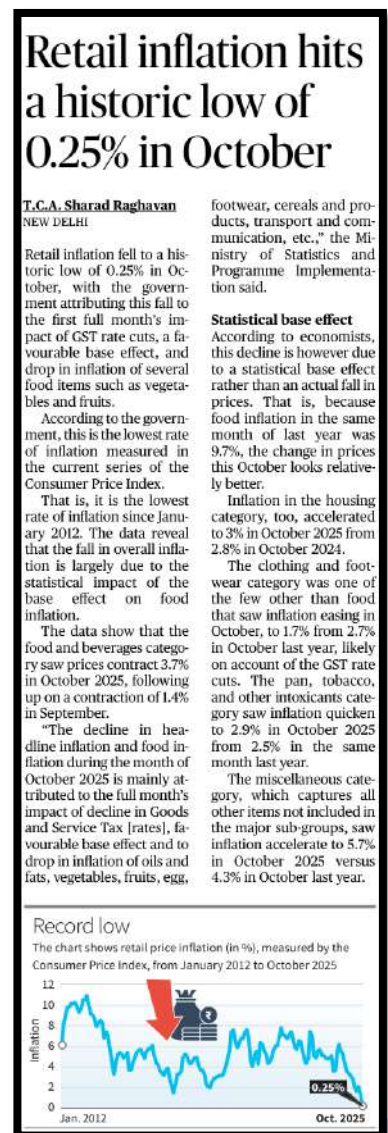 Retail inflation hits
a historic low of
0.25% in October
T.C.A. Sharad Raghavan
NEW DELHI
Retail inflation fell to a his-
toric low of 0.25% in Oc-
tober, with the govern-
ment attributing this fall to
the first full month's im-
pact of GST rate cuts, a fa-
vourable base effect, and
drop in inflation of several
food items such as vegeta-
bles and fruits.
According to the govern-
ment, this is the lowest rate
of inflation measured in
the current series of the
Consumer Price Index.
That is, it is the lowest
rate of inflation since Janu-
ary 2012. The data reveal
that the fall in overall infla-
tion is largely due to the
statistical impact of the
base effect on food
inflation.
The data show that the
food and beverages catego-
ry saw prices contract 3.7%
in October 2025, following
up on a contraction of 1.4%
in September.
"The decline in hea-
dline inflation and food in-
flation during the month of
October 2025 is mainly at-
tributed to the full month's
impact of decline in Goods
and Service Tax [rates], fa-
vourable base effect and to
drop in inflation of oils and
fats, vegetables, fruits, egg,
footwear, cereals and pro-
ducts, transport and com-
munication, etc.," the Mi-
nistry of Statistics and
Programme Implementa-
tion said.
Statistical base effect
According to economists,
this decline is however due
to a statistical base effect
rather than an actual fall in
prices. That is, because
food inflation in the same
month of last year was
9.7%, the change in prices
this October looks relative-
ly better.
Inflation in the housing
category, too, accelerated
to 3% in October 2025 from
2.8% in October 2024.
The clothing and foot-
wear category was one of
the few other than food
that saw inflation easing in
October, to 1.7% from 2.7%
in October last year, likely
on account of the GST rate
cuts. The pan, tobacco,
and other intoxicants cate-
gory saw inflation quicken
to 2.9% in October 2025
from 2.5% in the same
month last year.
The miscellaneous cate-
gory, which captures all
other items not included in
the major sub-groups, saw
inflation accelerate to 5.7%
in October 2025 versus
4.3% in October last year.
Record low
The chart shows retail price inflation (in %), measured by the
Consumer Price Index, from January 2012 to October 2025
Inflation
12
10
8
6
4
2
0
₹
0.25%
Jan. 2012
Oct. 2025